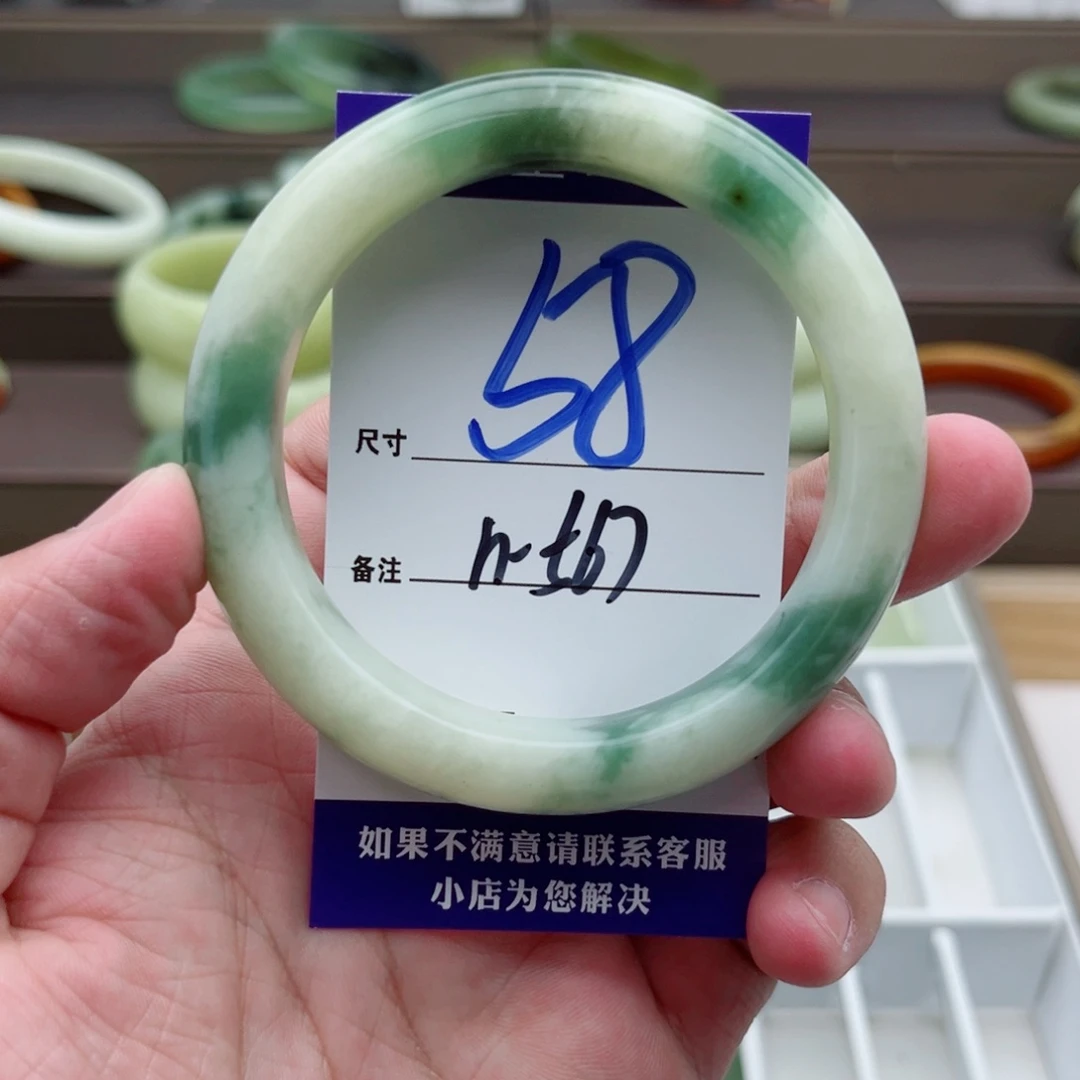 尺寸 58
备注
如果不满意请联系客服
小店为您解决